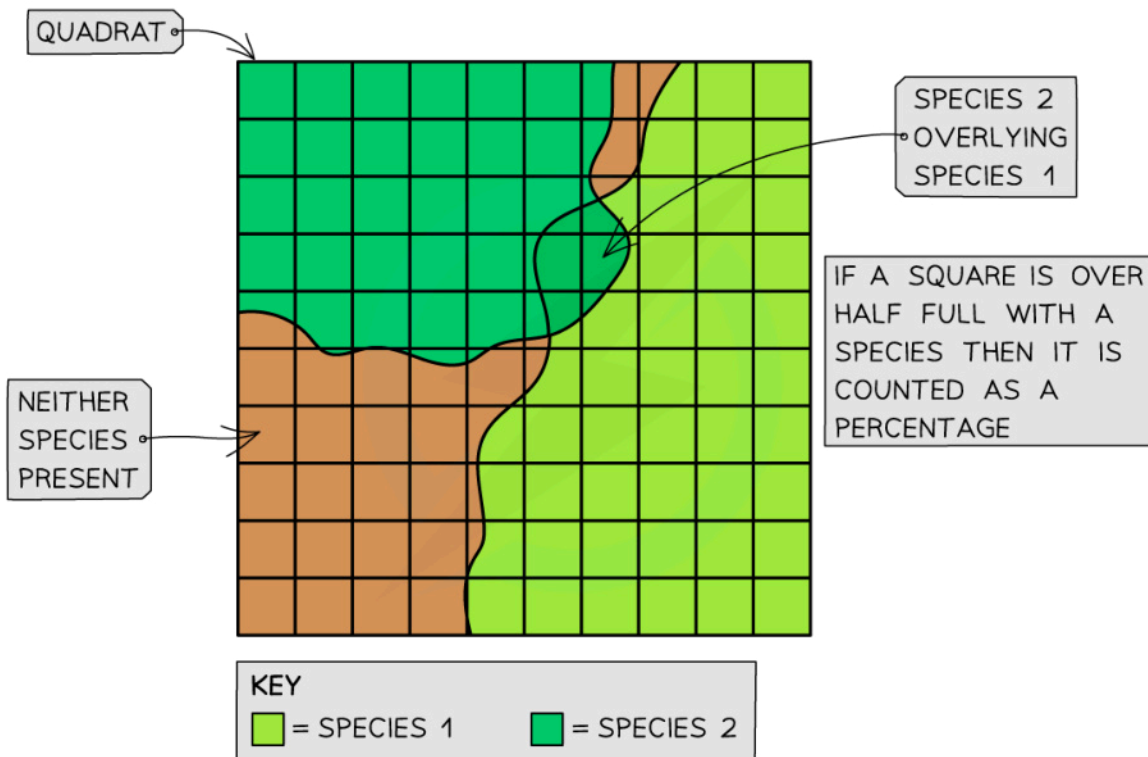 QUADRAT
SPECIES 2
OVERLYING
SPECIES 1
IF A SQUARE IS OVER
HALF FULL WITH A
SPECIES THEN IT IS
COUNTED AS A
PERCENTAGE
NEITHER
SPECIES
PRESENT
KEY
= SPECIES 1
= SPECIES 2